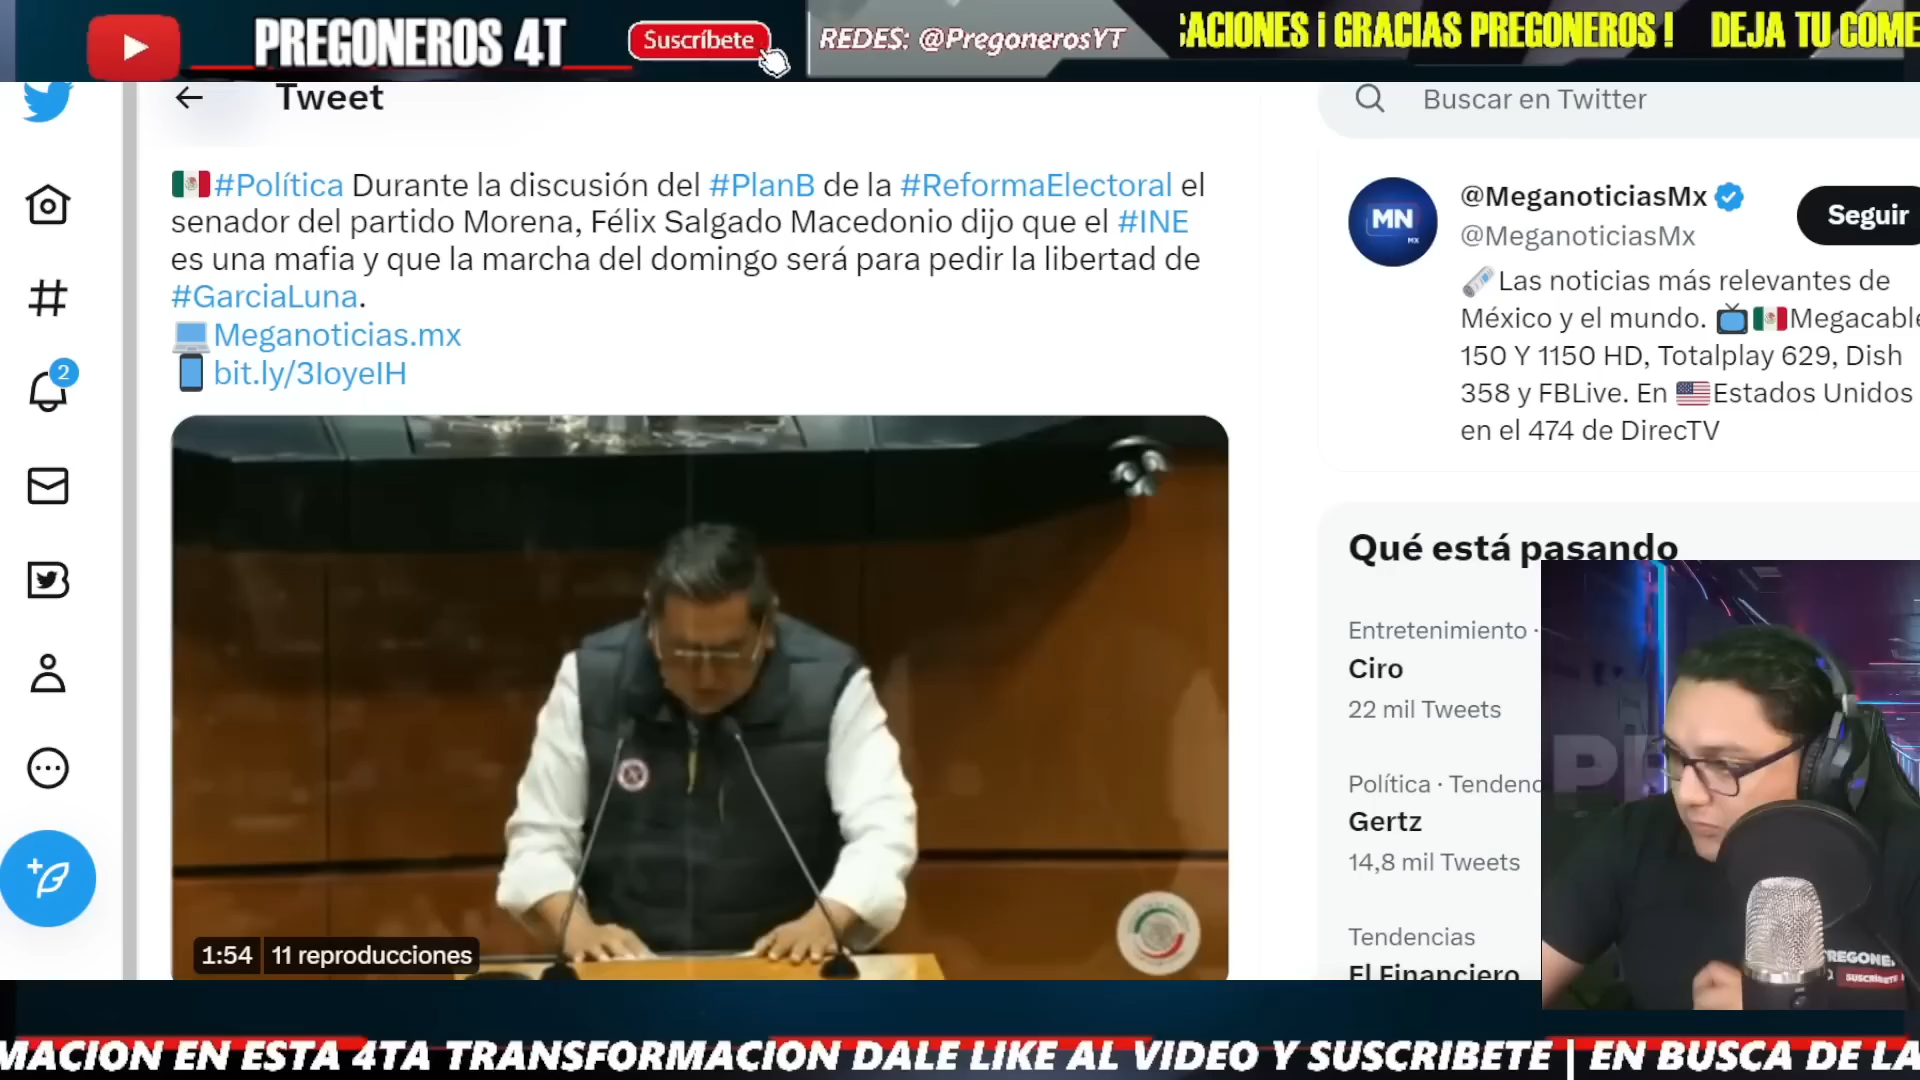 PREGONEROS 4T
Suscríbete
REDES: @PregonerosYT
CACIONES ¡ GRACIAS PREGONEROS ! DEJA TU COME
Tweet
#Política Durante la discusión del #PlanB de la #ReformaElectoral el
senador del partido Morena, Félix Salgado Macedonio dijo que el #INE
es una mafia y que la marcha del domingo será para pedir la libertad de
#GarciaLuna.
Meganoticias.mx
bit.ly/3IoyeIH
2
1:54 11 reproducciones
Buscar en Twitter
MN
MX
@MeganoticiasMx
@MeganoticiasMx
Seguir
Las noticias más relevantes de
México y el mundo. Megacable
150 Y 1150 HD, Totalplay 629, Dish
358 y FBLive. En Estados Unidos
en el 474 de DirecTV
Qué está pasando
Entretenimiento ·
Ciro
22 mil Tweets
Política · Tendenc
Gertz
14,8 mil Tweets
Tendencias
El Financiero
PREGONE
SUSCRIBETE
MACION EN ESTA 4TA TRANSFORMACION DALE LIKE AL VIDEO Y SUSCRIBETE | EN BUSCA DE LA